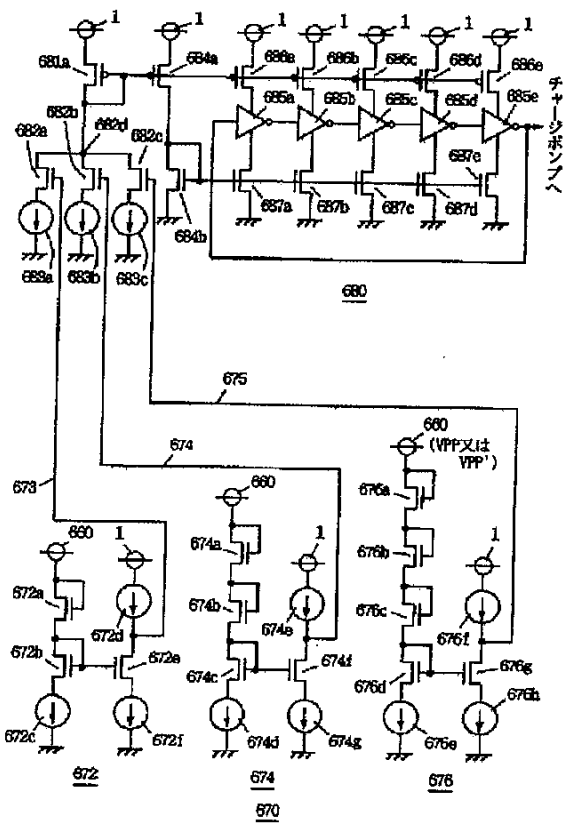 1 1 1 1 1 1 1
681a 684a 686a 686b 686c 686d 686e
685a 685b 685c 685d 685e
682a 682b 682d 682c
チャージポンプへ
687e
687a 687b 687c 687d
683a 683b 683c 684b
680
675
674
673
660
(VPP又は
VPP')
676a
660
674a
676b
1
1
660
1
672a
674b
676c
672d
674e
676f
672b
672e
674c
674f
676d
676g
672c
672f
674d
674g
676e
676h
672
674
676
670